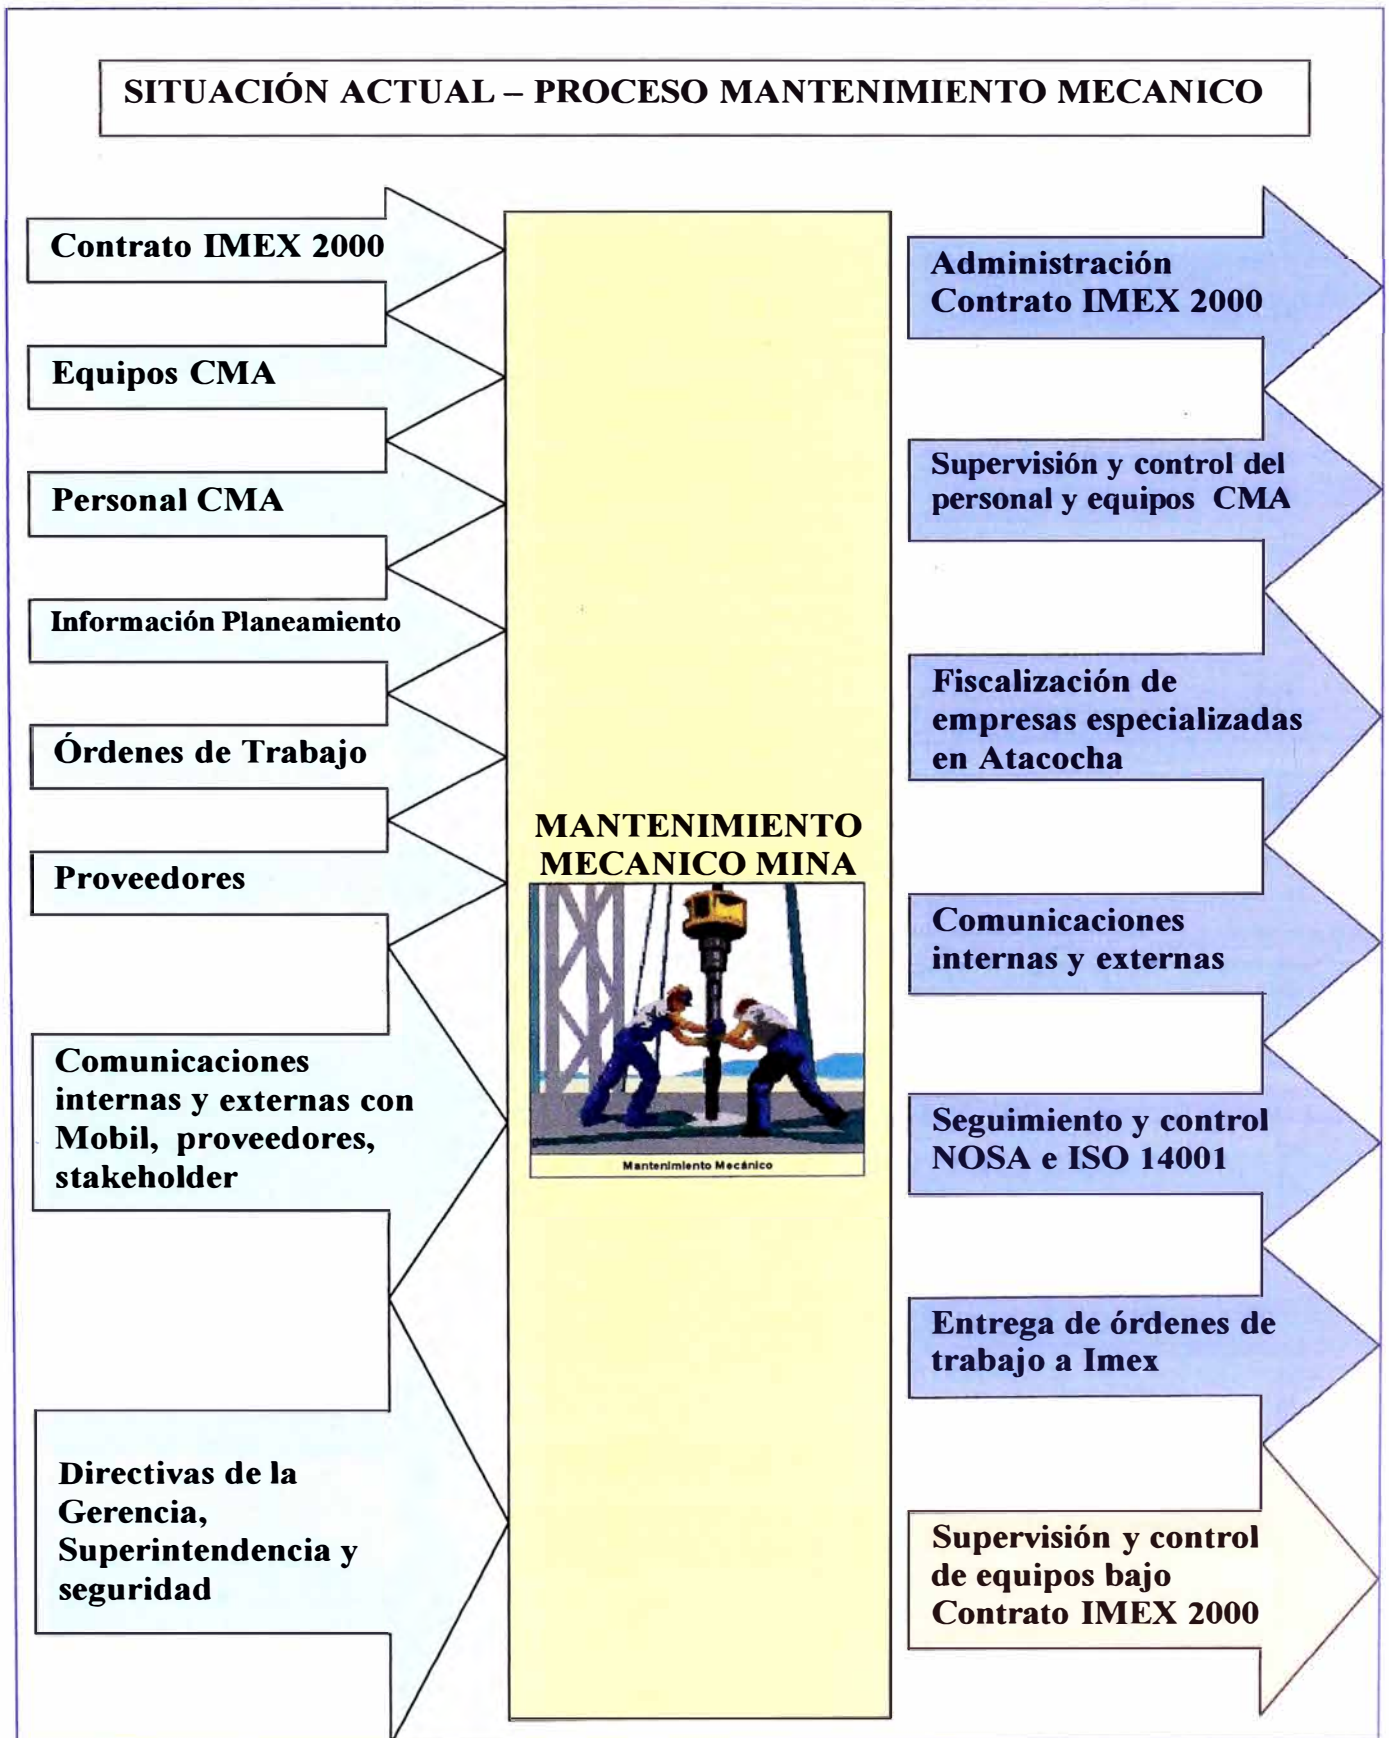 SITUACIÓN ACTUAL – PROCESO MANTENIMIENTO MECANICO
Contrato IMEX 2000
Equipos CMA
Personal CMA
Información Planeamiento
Órdenes de Trabajo
Proveedores
Comunicaciones
internas y externas con
Mobil, proveedores,
stakeholder
Directivas de la
Gerencia,
Superintendencia y
seguridad
MANTENIMIENTO
MECANICO MINA
Mantenimiento Mecánico
Administración
Contrato IMEX 2000
Supervisión y control del
personal y equipos CMA
Fiscalización de
empresas especializadas
en Atacocha
Comunicaciones
internas y externas
Seguimiento y control
NOSA e ISO 14001
Entrega de órdenes de
trabajo a Imex
Supervisión y control
de equipos bajo
Contrato IMEX 2000